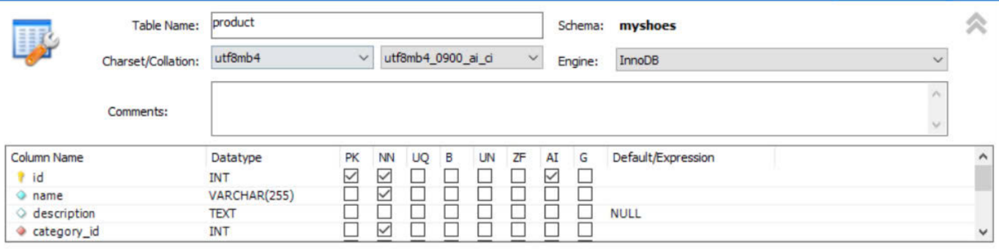 Table Name: product Schema: myshoes
Charset/Collation: utf8mb4 utf8mb4_0900_ai_ci Engine: InnoDB
Comments:
Column Name Datatype PK NN UQ B UN ZF AI G Default/Expression
id INT
name VARCHAR(255)
description TEXT NULL
category_id INT